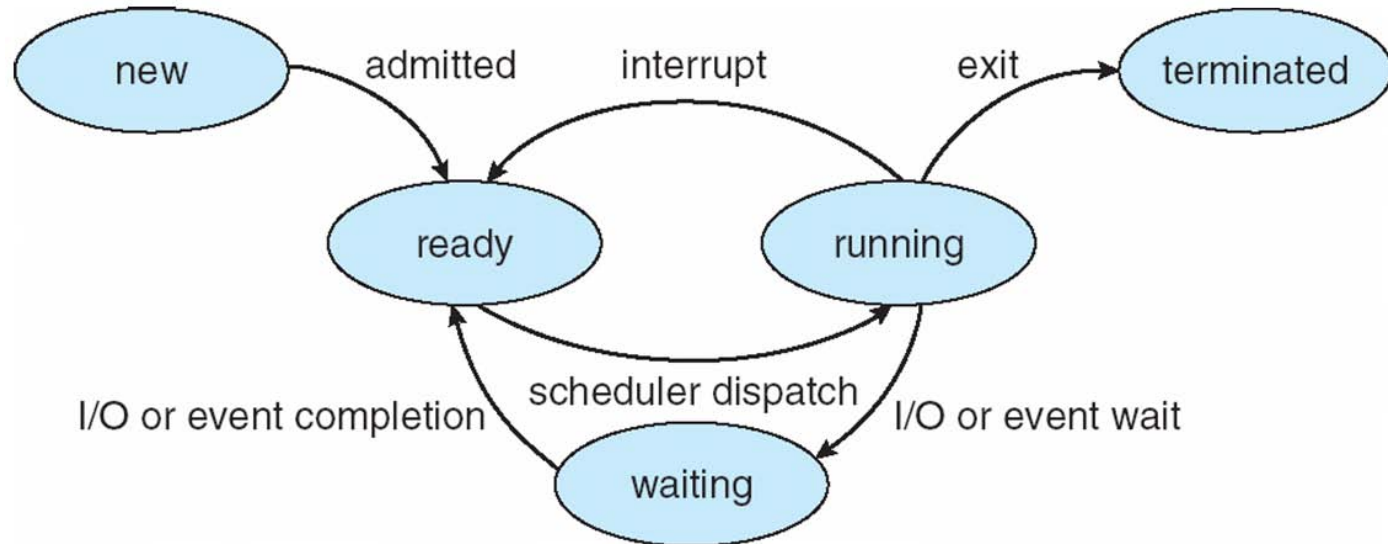 new
admitted
interrupt
exit
terminated
ready
running
scheduler dispatch
I/O or event completion
I/O or event wait
waiting